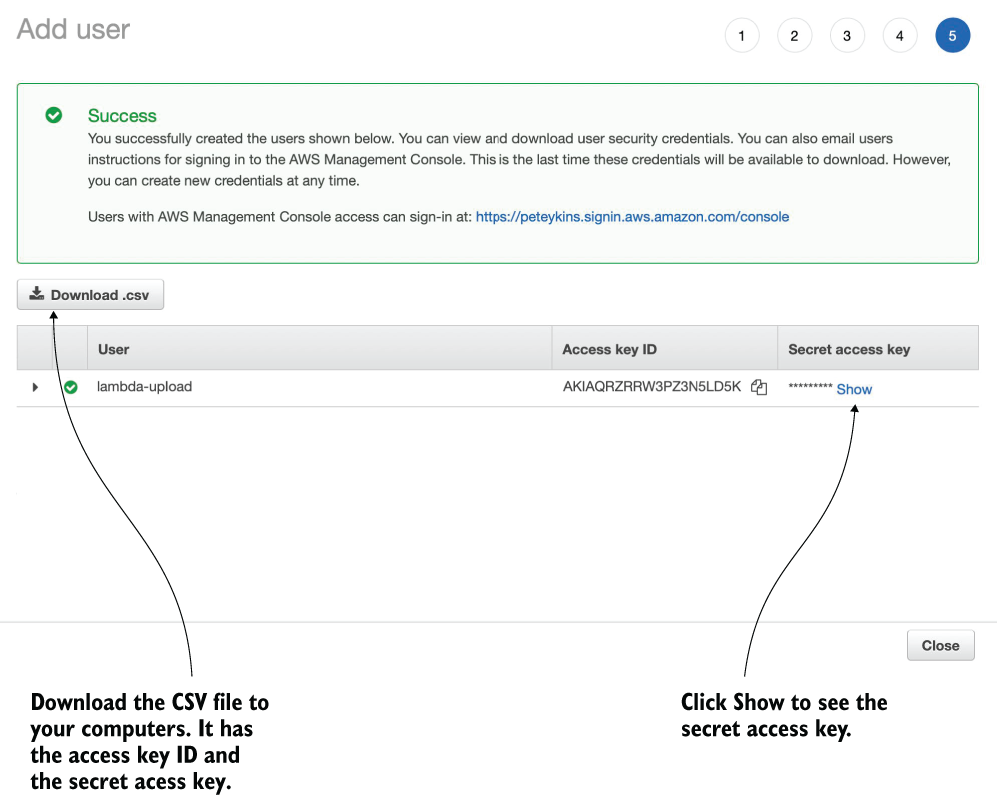 Add user
1 2 3 4 5
Success
You successfully created the users shown below. You can view and download user security credentials. You can also email users
instructions for signing in to the AWS Management Console. This is the last time these credentials will be available to download. However,
you can create new credentials at any time.
Users with AWS Management Console access can sign-in at: https://peteykins.signin.aws.amazon.com/console
Download .csv
User Access key ID Secret access key
lambda-upload AKIAQRZRRW3PZ3N5LD5K ********* Show
Close
Download the CSV file to
your computers. It has
the access key ID and
the secret acess key.
Click Show to see the
secret access key.